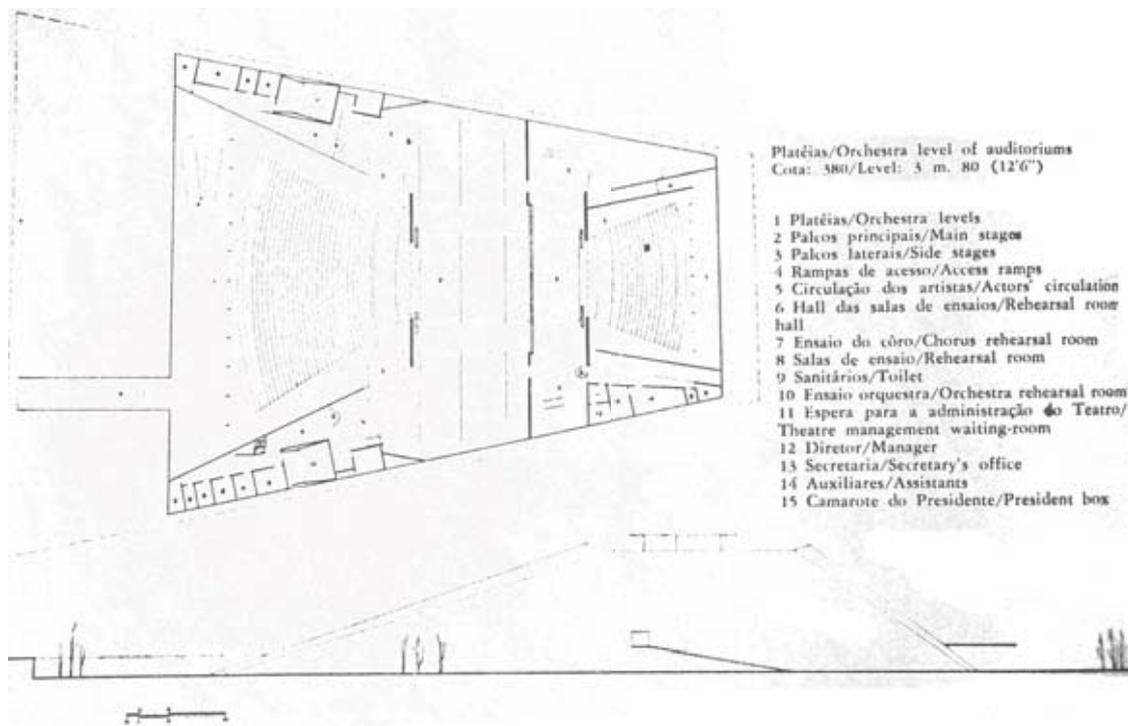 Platéias/Orchestra level of auditoriums
Cota: 380/Level: 3 m. 80 (12'6")
1 Platéias/Orchestra levels
2 Palcos principais/Main stages
3 Palcos laterais/Side stages
4 Rampas de acesso/Access ramps
5 Circulação dos artistas/Actors' circulation
6 Hall das salas de ensaios/Rehearsal room
hall
7 Ensaio do côro/Chorus rehearsal room
8 Salas de ensaio/Rehearsal room
9 Sanitários/Toilet
10 Ensaio orquestra/Orchestra rehearsal room
11 Espera para a administração do Teatro/
Theatre management waiting-room
12 Diretor/Manager
13 Secretaria/Secretary's office
14 Auxiliares/Assistants
15 Camarote do Presidente/President box